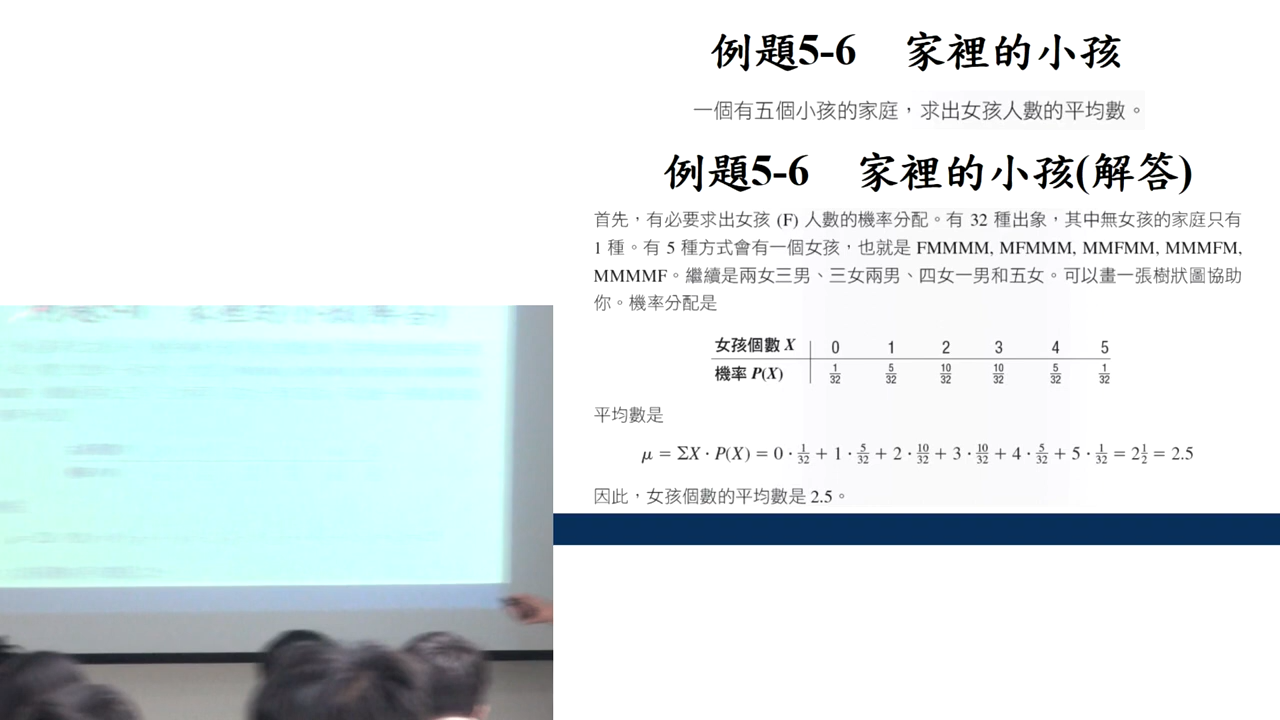 例題5-6 家裡的小孩
一個有五個小孩的家庭，求出女孩人數的平均數。
例題5-6 家裡的小孩(解答)
首先，有必要求出女孩 (F) 人數的機率分配。有 32 種出象，其中無女孩的家庭只有
1 種。有 5 種方式會有一個女孩，也就是 FMMMM, MFMMM, MMFMM, MMMFM,
MMMMF。繼續是兩女三男、三女兩男、四女一男和五女。可以畫一張樹狀圖協助
你。機率分配是
女孩個數 X 0 1 2 3 4 5
機率 P(X) 1/32 5/32 10/32 10/32 5/32 1/32
平均數是
μ = ΣX · P(X) = 0 · 1/32 + 1 · 5/32 + 2 · 10/32 + 3 · 10/32 + 4 · 5/32 + 5 · 1/32 = 2 1/2 = 2.5
因此，女孩個數的平均數是 2.5。